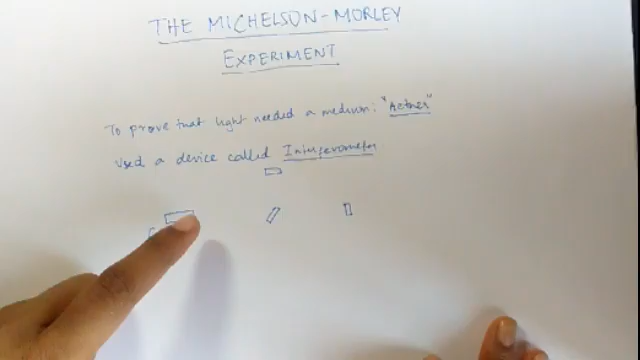 THE MICHELSON-MORLEY
EXPERIMENT
To prove that light needed a medium: "Aether"
Used a device called Interferometer